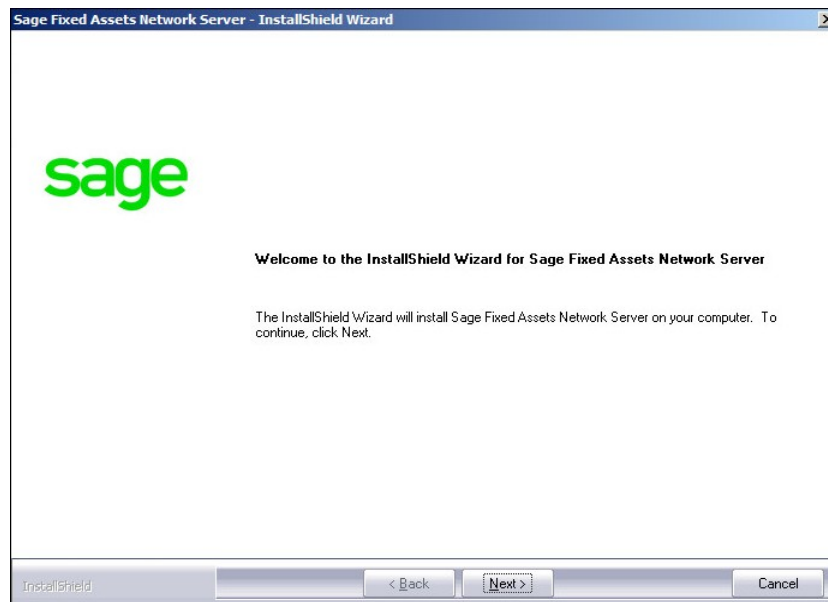 Sage Fixed Assets Network Server - InstallShield Wizard
sage
Welcome to the InstallShield Wizard for Sage Fixed Assets Network Server
The InstallShield Wizard will install Sage Fixed Assets Network Server on your computer.  To
continue, click Next.
InstallShield
< Back
Next >
Cancel